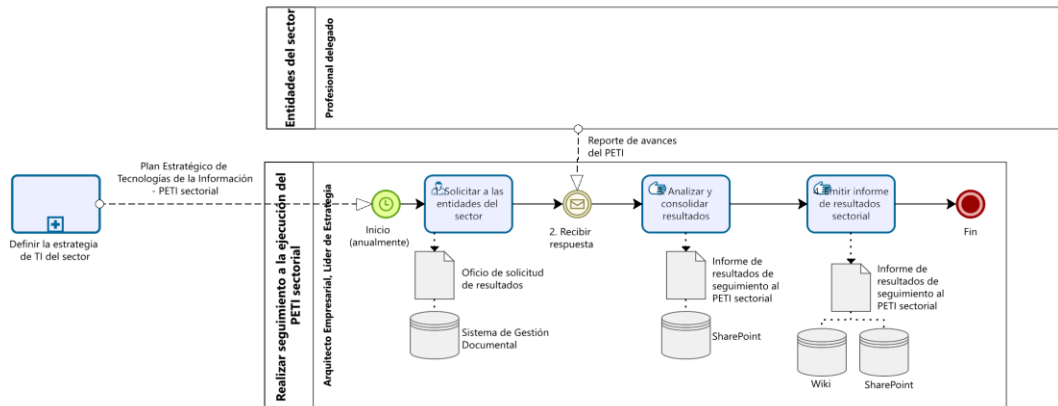 Entidades del sector
Profesional delegado
Reporte de avances
del PETI
Plan Estratégico de
Tecnologías de la Información
- PETI sectorial
Definir la estrategia
de TI del sector
Realizar seguimiento a la ejecución del
PETI sectorial
Arquitecto Empresarial, Líder de Estrategia
Inicio
(anualmente)
Solicitar a las
entidades del
sector
2. Recibir
respuesta
Analizar y
consolidar
resultados
4. Emitir informe
de resultados
sectorial
Fin
Oficio de solicitud
de resultados
Sistema de Gestión
Documental
Informe de
resultados de
seguimiento al
PETI sectorial
SharePoint
Informe de
resultados de
seguimiento al
PETI sectorial
Wiki
SharePoint